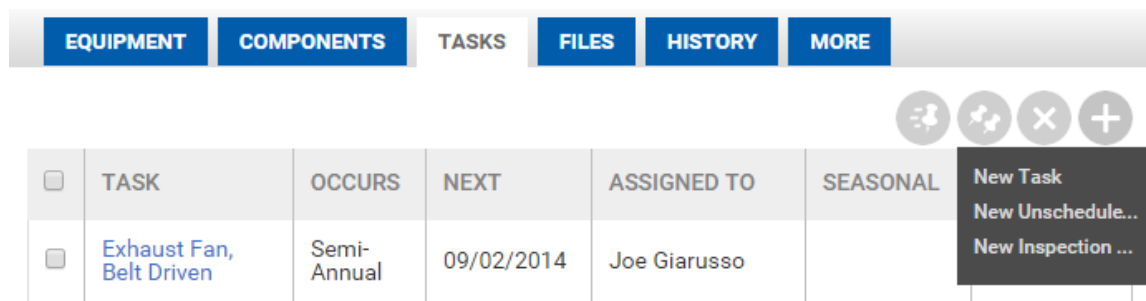 EQUIPMENT COMPONENTS TASKS FILES HISTORY MORE
TASK OCCURS NEXT ASSIGNED TO SEASONAL
New Task
New Unschedule...
New Inspection ...
Exhaust Fan, Semi- 09/02/2014 Joe Giarusso
Belt Driven Annual